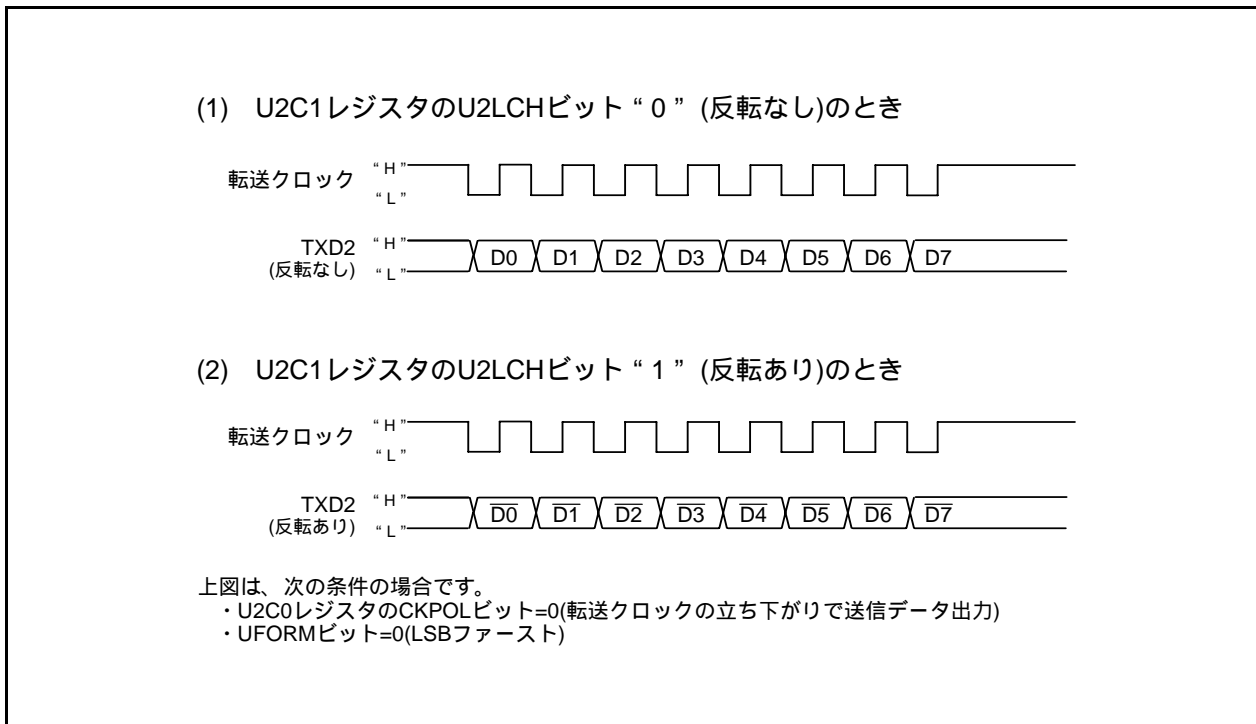 (1) U2C1レジスタのU2LCHビット“0”(反転なし)のとき
転送クロック
“H”
“L”
TXD2
(反転なし)
“H”
“L”
D0 D1 D2 D3 D4 D5 D6 D7
(2) U2C1レジスタのU2LCHビット“1”(反転あり)のとき
転送クロック
“H”
“L”
TXD2
(反転あり)
“H”
“L”
D0 D1 D2 D3 D4 D5 D6 D7
上図は、次の条件の場合です。
・U2C0レジスタのCKPOLビット=0(転送クロックの立ち下がりで送信データ出力)
・UFORMビット=0(LSBファースト)